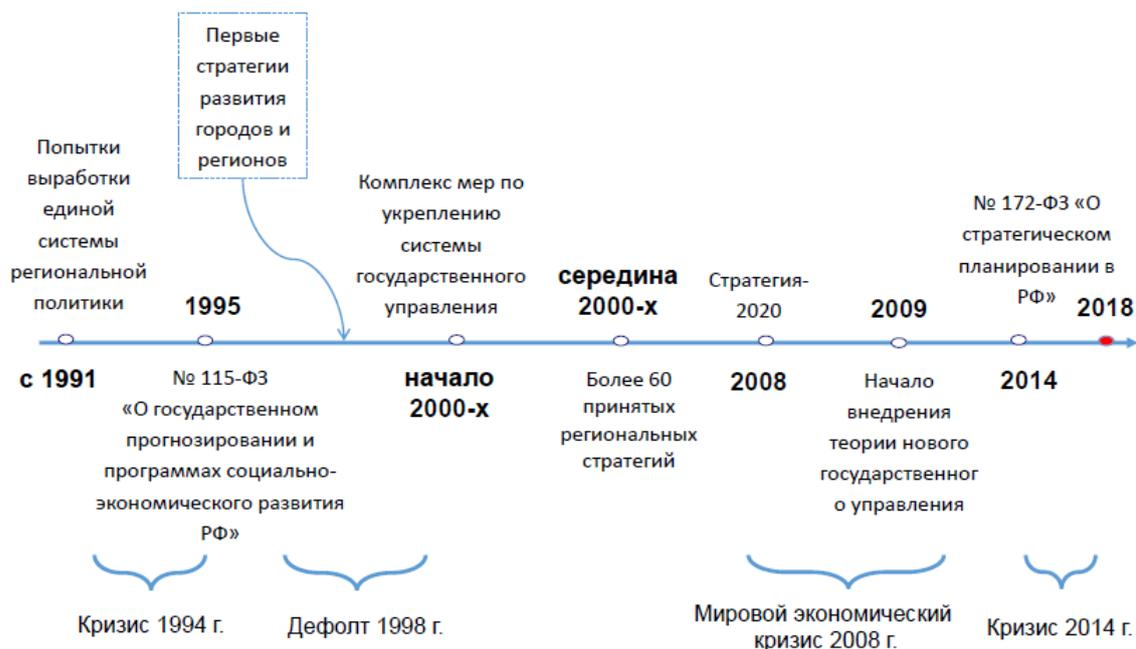 Первые
стратегии
развития
городов и
регионов
Попытки
выработки
единой
системы
региональной
политики
1995
Комплекс мер по
укреплению
системы
государственного
управления
середина
2000-х
Стратегия-
2020
2009
№ 172-ФЗ «О
стратегическом
планировании в
РФ»
2018
с 1991
№ 115-ФЗ
«О государственном
прогнозировании и
программах социально-
экономического развития
РФ»
начало
2000-х
Более 60
принятых
региональных
стратегий
2008
Начало
внедрения
теории нового
государственног
о управления
2014
Кризис 1994 г.
Дефолт 1998 г.
Мировой экономический
кризис 2008 г.
Кризис 2014 г.